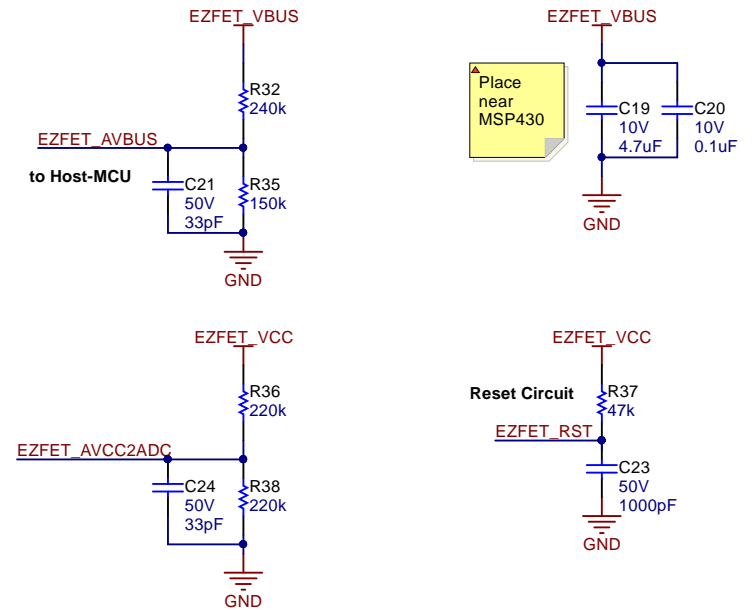 EZFET_VBUS
R32
240k
EZFET_AVBUS
to Host-MCU
C21
50V
33pF
R35
150k
GND
EZFET_VBUS
Place
near
MSP430
C19
10V
4.7uF
C20
10V
0.1uF
GND
EZFET_VCC
R36
220k
EZFET_AVCC2ADC
C24
50V
33pF
R38
220k
GND
EZFET_VCC
Reset Circuit
R37
47k
EZFET_RST
C23
50V
1000pF
GND